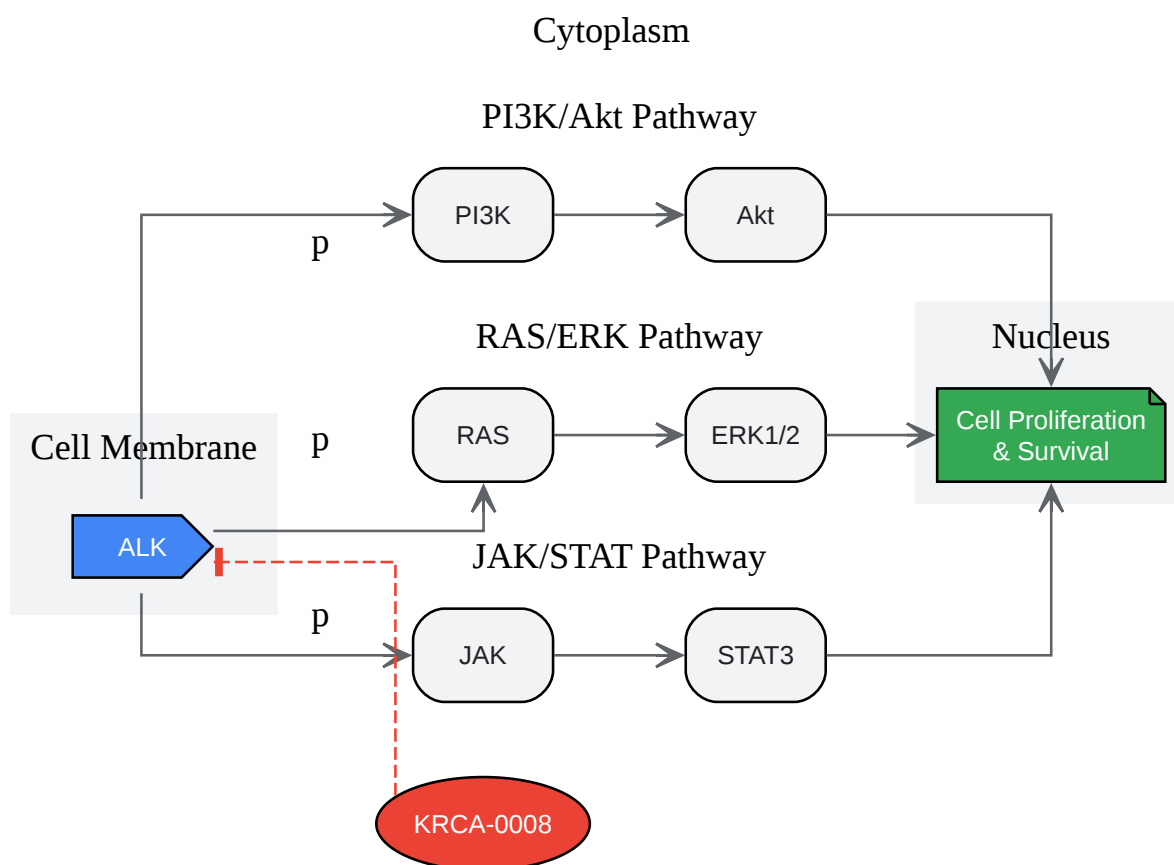 Cytoplasm
PI3K/Akt Pathway
PI3K
Akt
p
RAS/ERK Pathway
Nucleus
Cell Membrane
p
RAS
ERK1/2
Cell Proliferation
& Survival
ALK
JAK/STAT Pathway
p
JAK
STAT3
KRCA-0008